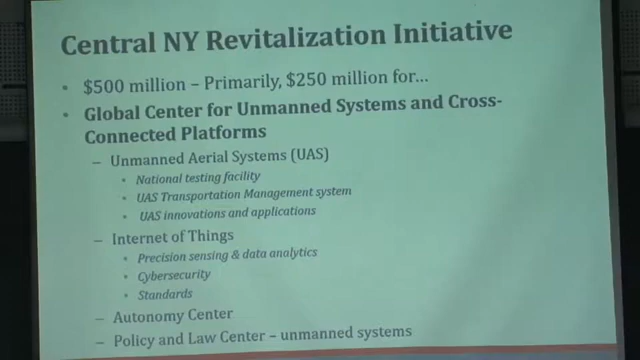 Central NY Revitalization Initiative
• $500 million – Primarily, $250 million for...
• Global Center for Unmanned Systems and Cross-
Connected Platforms
– Unmanned Aerial Systems (UAS)
• National testing facility
• UAS Transportation Management system
• UAS innovations and applications
– Internet of Things
• Precision sensing & data analytics
• Cybersecurity
• Standards
– Autonomy Center
– Policy and Law Center – unmanned systems